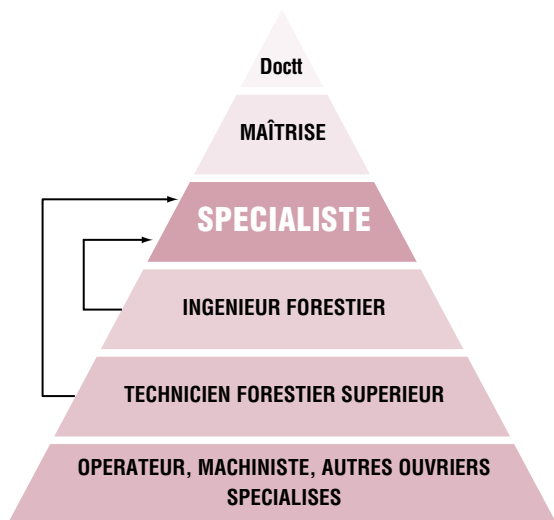 Doctt
MAÎTRISE
SPECIALISTE
INGENIEUR FORESTIER
TECHNICIEN FORESTIER SUPERIEUR
OPERATEUR, MACHINISTE, AUTRES OUVRIERS
SPECIALISES